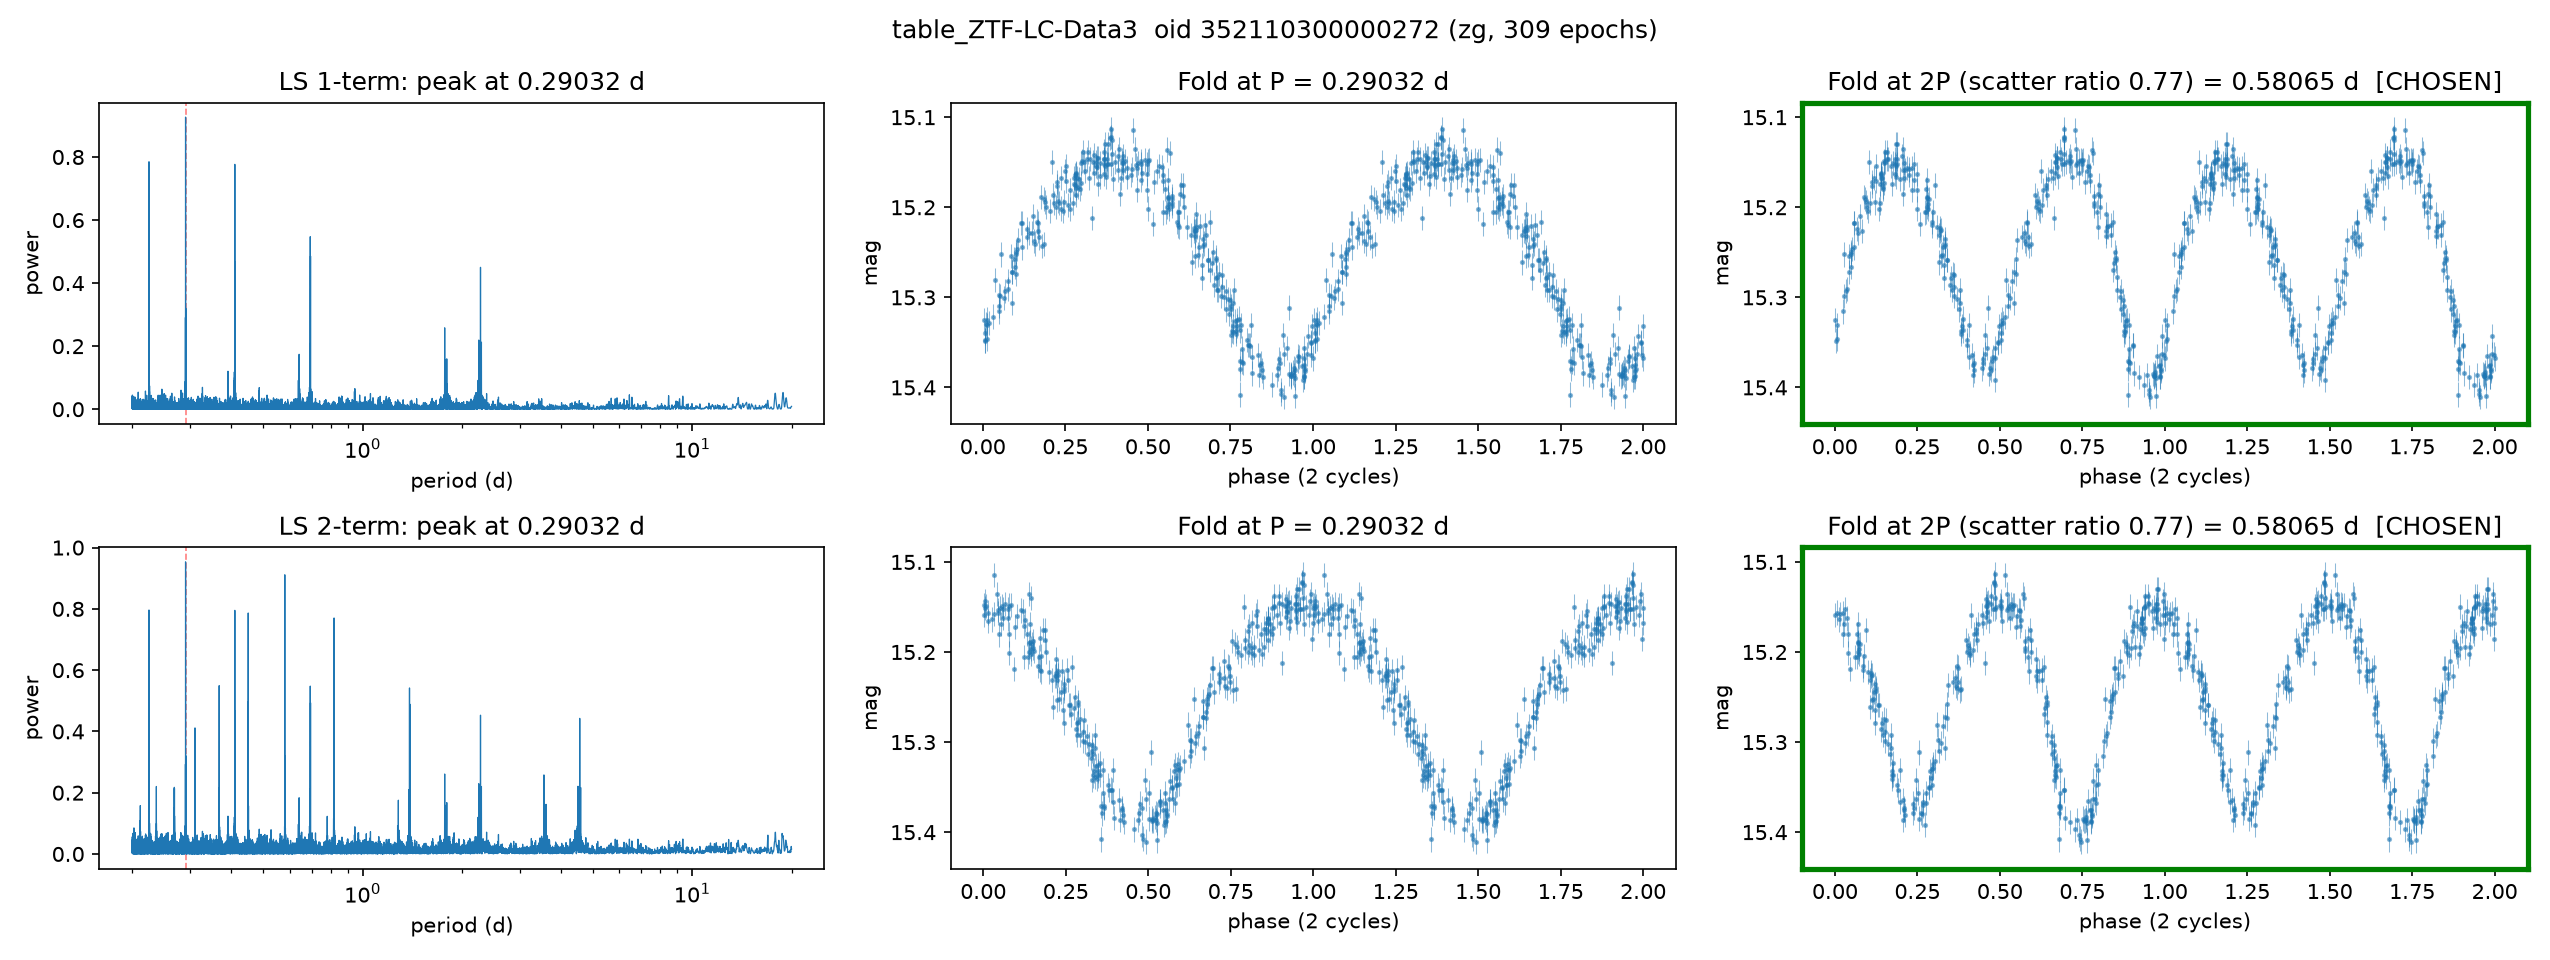 table_ZTF-LC-Data3  oid 352110300000272 (zg, 309 epochs)
LS 1-term: peak at 0.29032 d
power
0.8
0.6
0.4
0.2
0.0
10⁰
10¹
period (d)
Fold at P = 0.29032 d
mag
15.1
15.2
15.3
15.4
0.00 0.25 0.50 0.75 1.00 1.25 1.50 1.75 2.00
phase (2 cycles)
Fold at 2P (scatter ratio 0.77) = 0.58065 d  [CHOSEN]
mag
15.1
15.2
15.3
15.4
0.00 0.25 0.50 0.75 1.00 1.25 1.50 1.75 2.00
phase (2 cycles)
LS 2-term: peak at 0.29032 d
power
1.0
0.8
0.6
0.4
0.2
0.0
10⁰
10¹
period (d)
Fold at P = 0.29032 d
mag
15.1
15.2
15.3
15.4
0.00 0.25 0.50 0.75 1.00 1.25 1.50 1.75 2.00
phase (2 cycles)
Fold at 2P (scatter ratio 0.77) = 0.58065 d  [CHOSEN]
mag
15.1
15.2
15.3
15.4
0.00 0.25 0.50 0.75 1.00 1.25 1.50 1.75 2.00
phase (2 cycles)